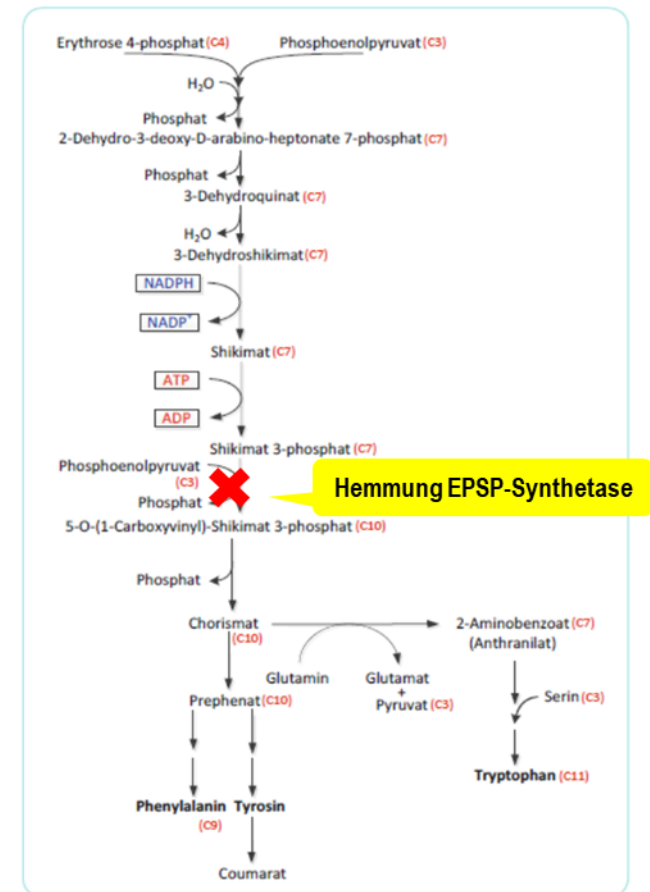 Erythrose 4-phosphat (C4) Phosphoenolpyruvat (C3)
H₂O
Phosphat
2-Dehydro-3-deoxy-D-arabino-heptonate 7-phosphat (C7)
Phosphat
3-Dehydroquinat (C7)
H₂O
3-Dehydroshikimat (C7)
NADPH
NADP⁺
Shikimat (C7)
ATP
ADP
Shikimat 3-phosphat (C7)
Phosphoenolpyruvat
(C3)
Hemmung EPSP-Synthetase
Phosphat
5-O-(1-Carboxyvinyl)-Shikimat 3-phosphat (C10)
Phosphat
Chorismat
(C10)
2-Aminobenzoat (C7)
(Anthranilat)
Glutamin Glutamat
+
Pyruvat (C3)
Serin (C3)
Prephenat (C10)
Tryptophan (C11)
Phenylalanin Tyrosin
(C9)
Coumarat